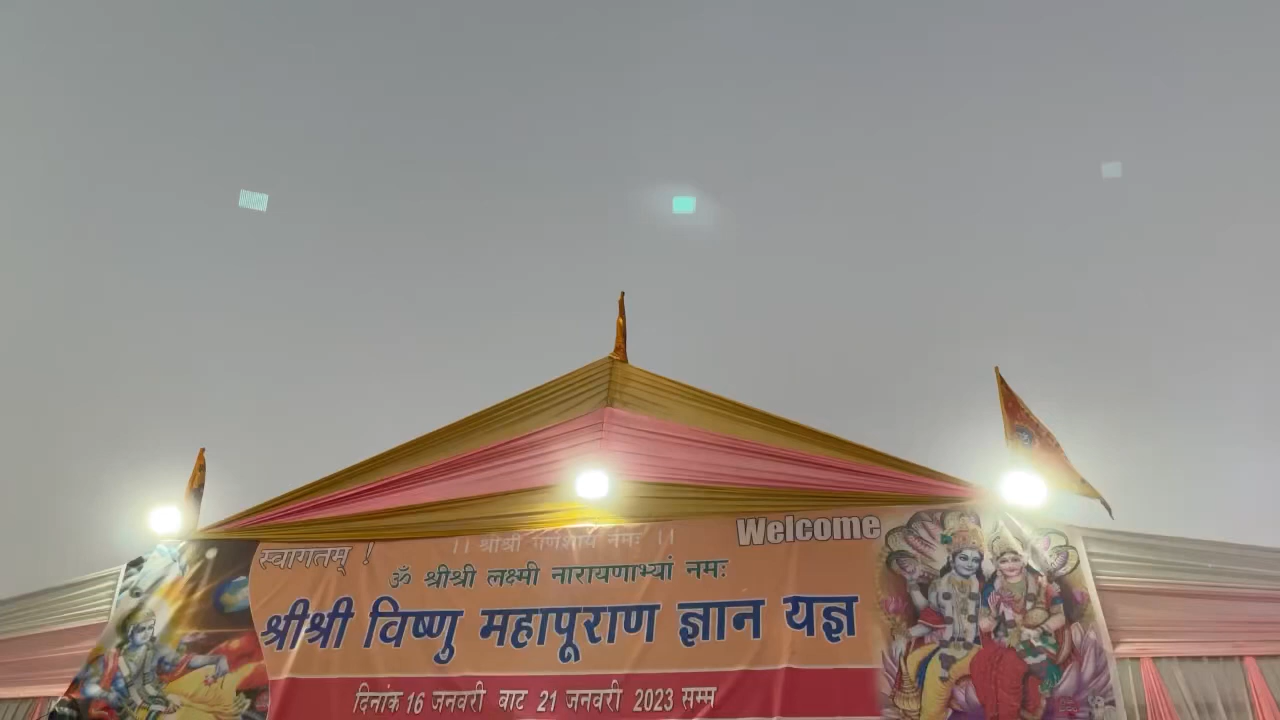 स्वागतम् !
Welcome
।। श्रीश्री गणेशाय नमः ।।
ॐ श्रीश्री लक्ष्मी नारायणाभ्यां नमः
श्रीश्री विष्णु महापूराण ज्ञान यज्ञ
दिनांक 16 जनवरी बाट 21 जनवरी 2023 सम्म